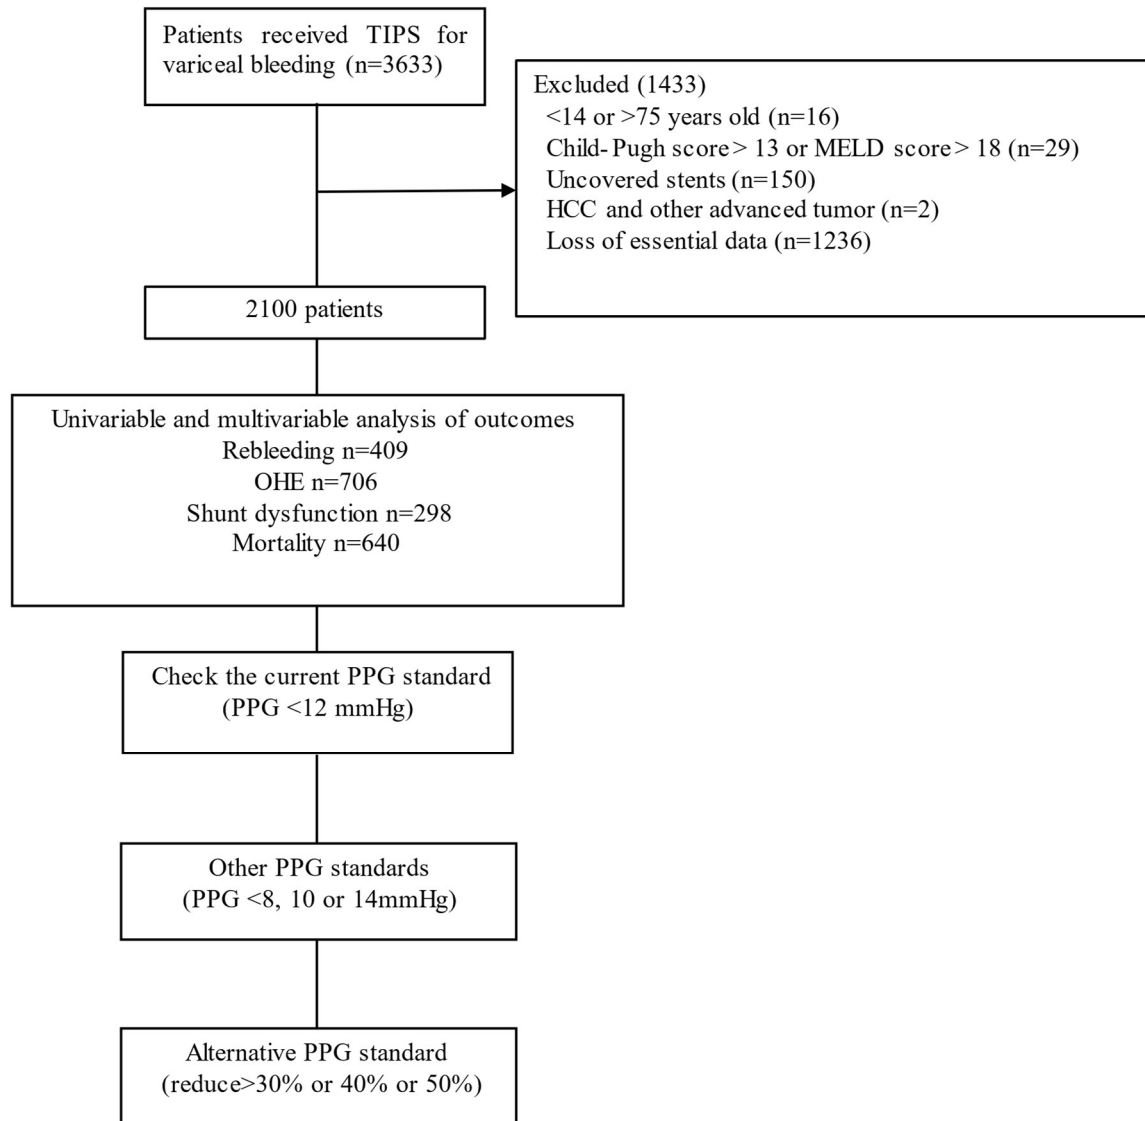 Patients received TIPS for
variceal bleeding (n=3633)
Excluded (1433)
<14 or >75 years old (n=16)
Child-Pugh score> 13 or MELD score> 18 (n=29)
Uncovered stents (n=150)
HCC and other advanced tumor (n=2)
Loss of essential data (n=1236)
2100 patients
Univariable and multivariable analysis of outcomes
Rebleeding n=409
OHE n=706
Shunt dysfunction n=298
Mortality n=640
Check the current PPG standard
(PPG <12 mmHg)
Other PPG standards
(PPG <8, 10 or 14mmHg)
Alternative PPG standard
(reduce>30% or 40% or 50%)